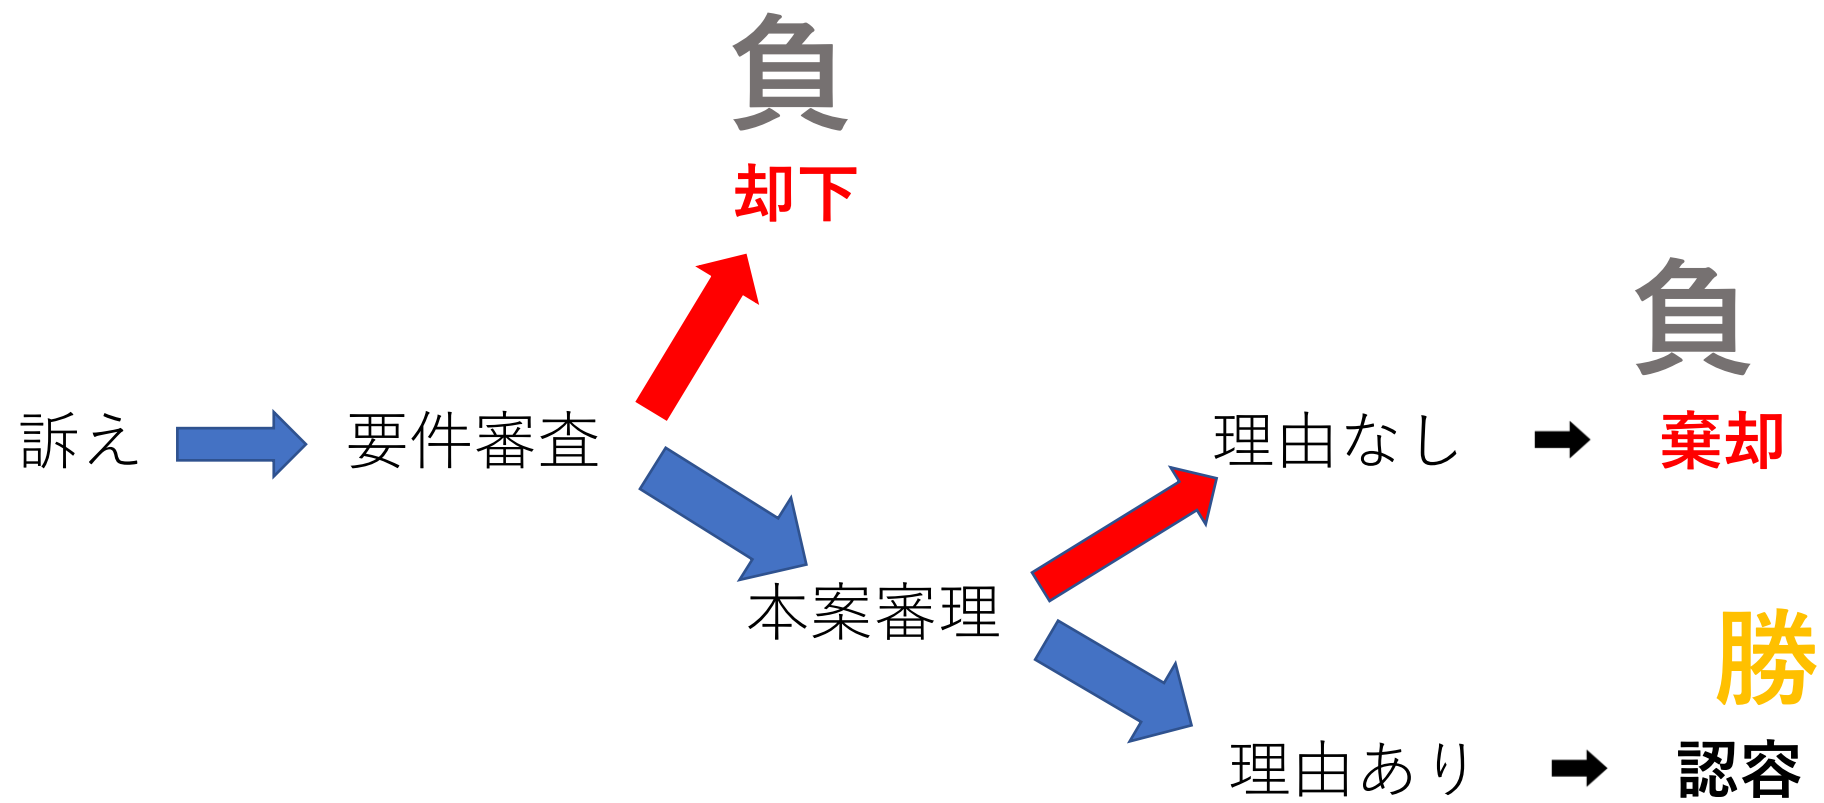 負
却下
訴え
要件審査
本案審理
理由なし
負
棄却
理由あり
勝
認容